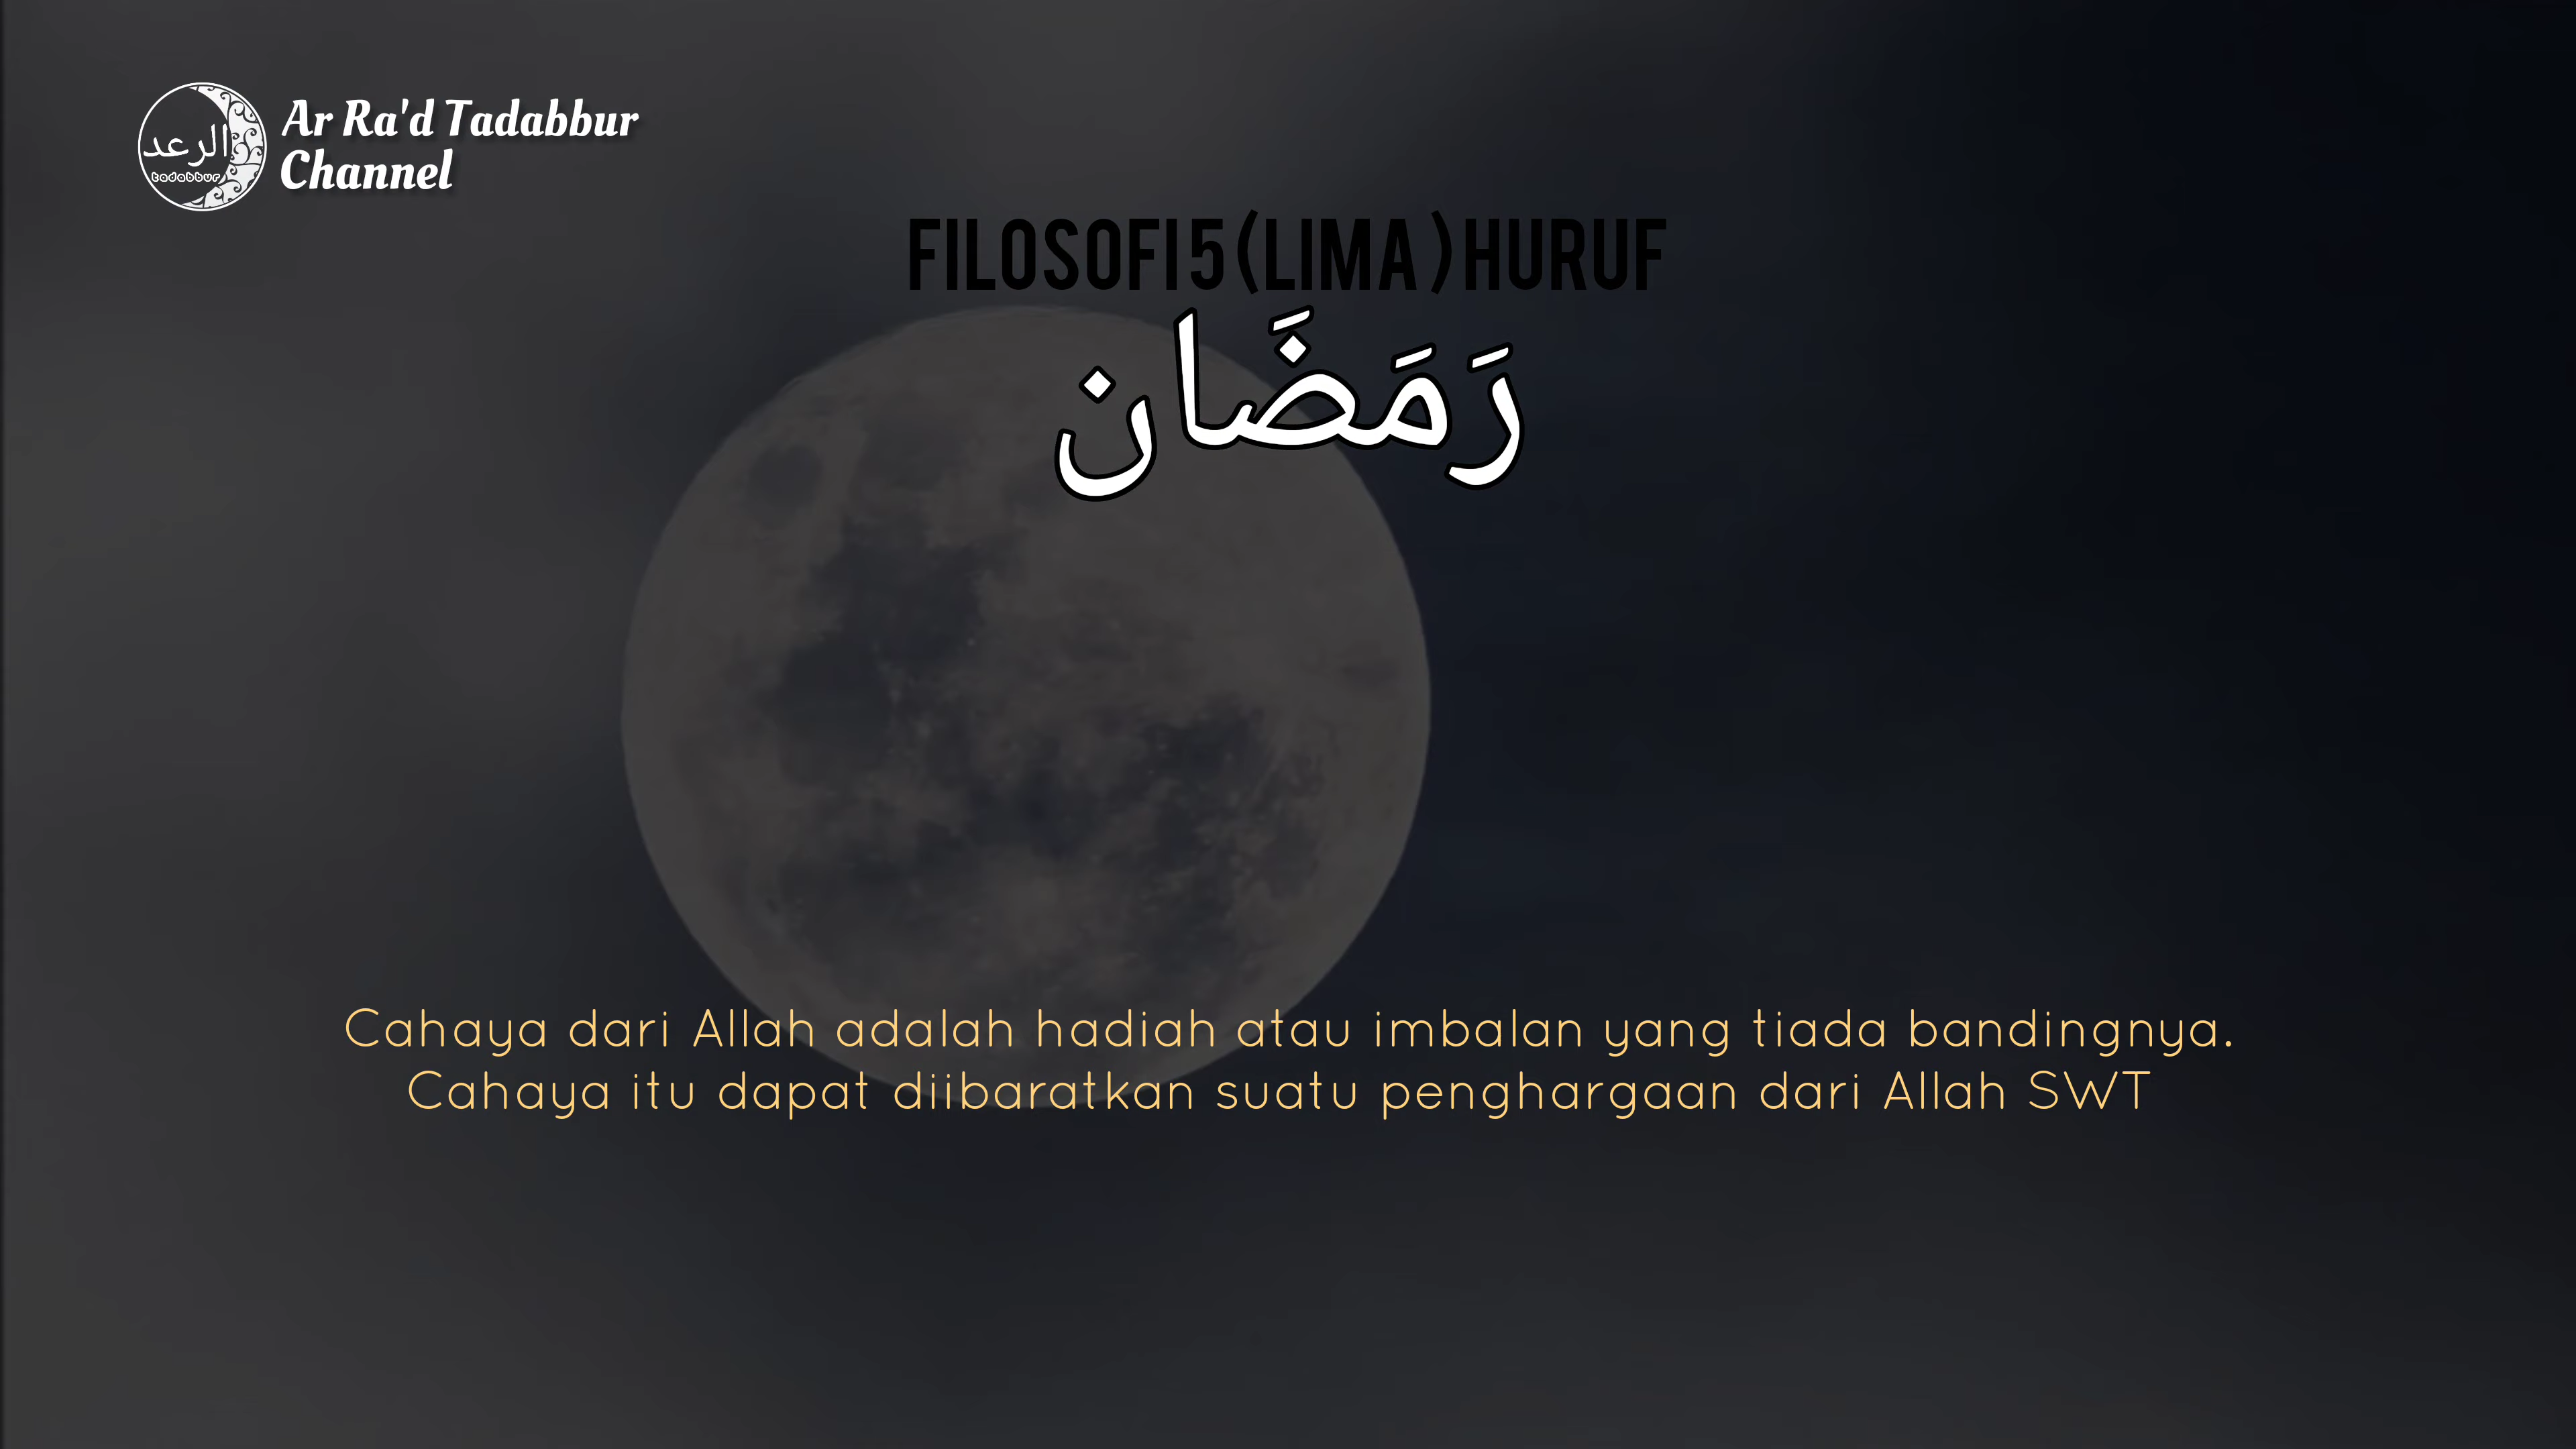 الرعد
tadabbur
Ar Ra'd Tadabbur
Channel
FILOSOFI 5 (LIMA ) HURUF
رَمَضَان
Cahaya dari Allah adalah hadiah atau imbalan yang tiada bandingnya.
Cahaya itu dapat diibaratkan suatu penghargaan dari Allah SWT